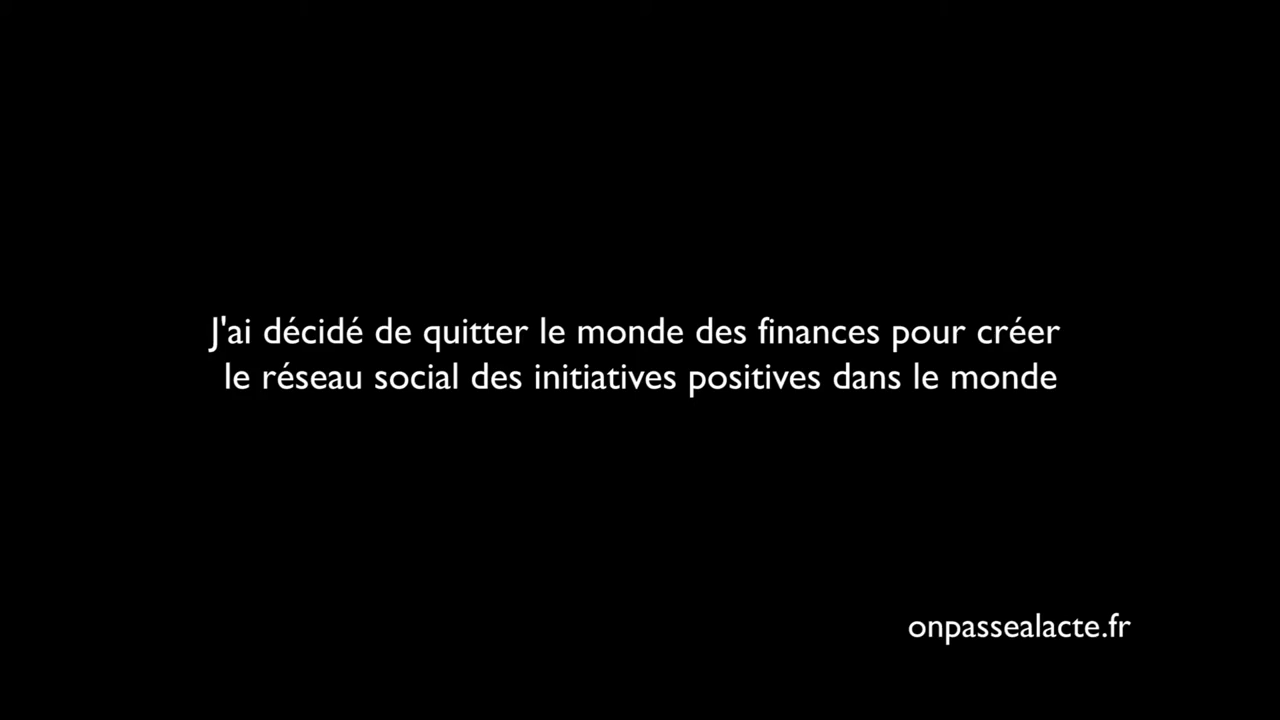 J'ai décidé de quitter le monde des finances pour créer
le réseau social des initiatives positives dans le monde
onpassealacte.fr